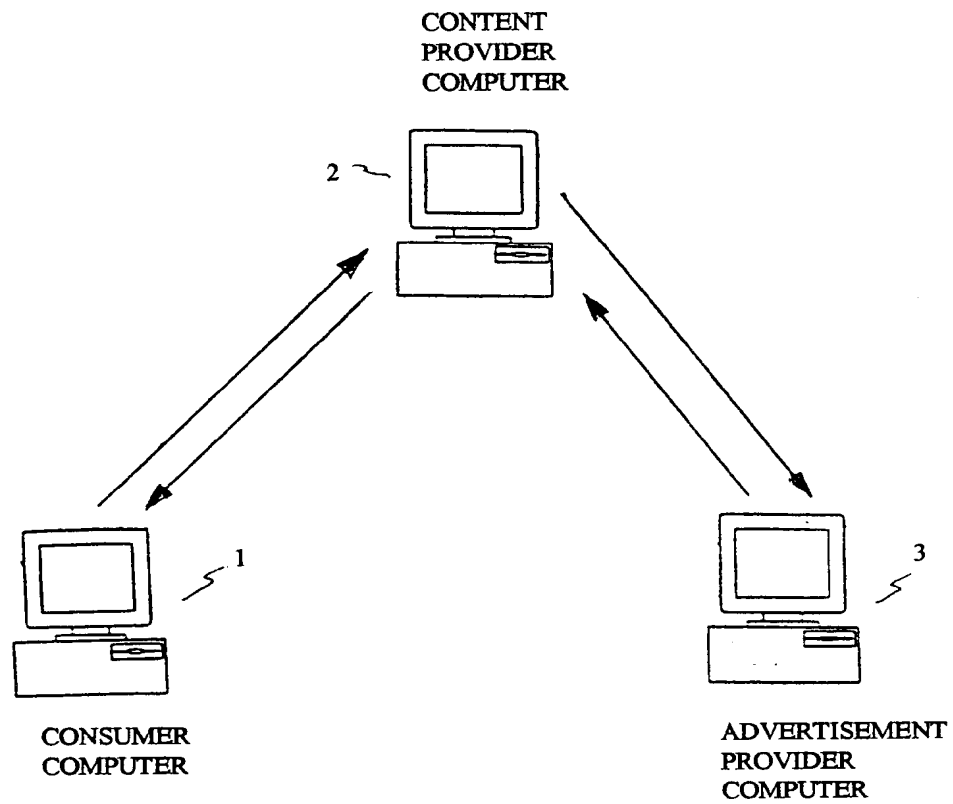 CONTENT
PROVIDER
COMPUTER
2
1
3
CONSUMER
COMPUTER
ADVERTISEMENT
PROVIDER
COMPUTER